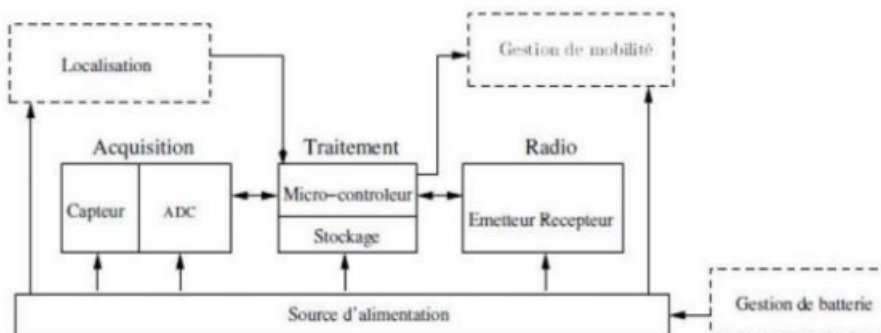 Localisation
Gestion de mobilité
Acquisition
Traitement
Radio
Capteur
ADC
Micro-controleur
Stockage
Emetteur Recepteur
Source d'alimentation
Gestion de batterie